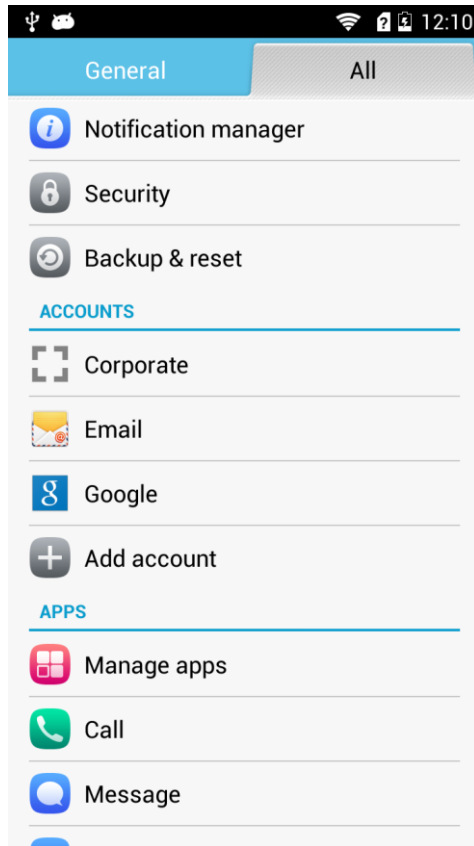 12:10
General
All
Notification manager
Security
Backup & reset
ACCOUNTS
Corporate
Email
Google
Add account
APPS
Manage apps
Call
Message